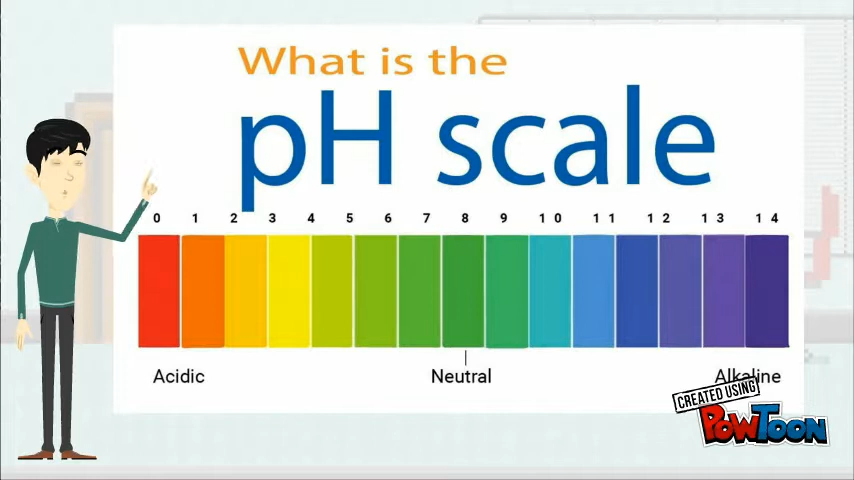 What is the
pH scale
0 1 2 3 4 5 6 7 8 9 10 11 12 13 14
Acidic Neutral Alkaline
CREATED USING
POWTOON